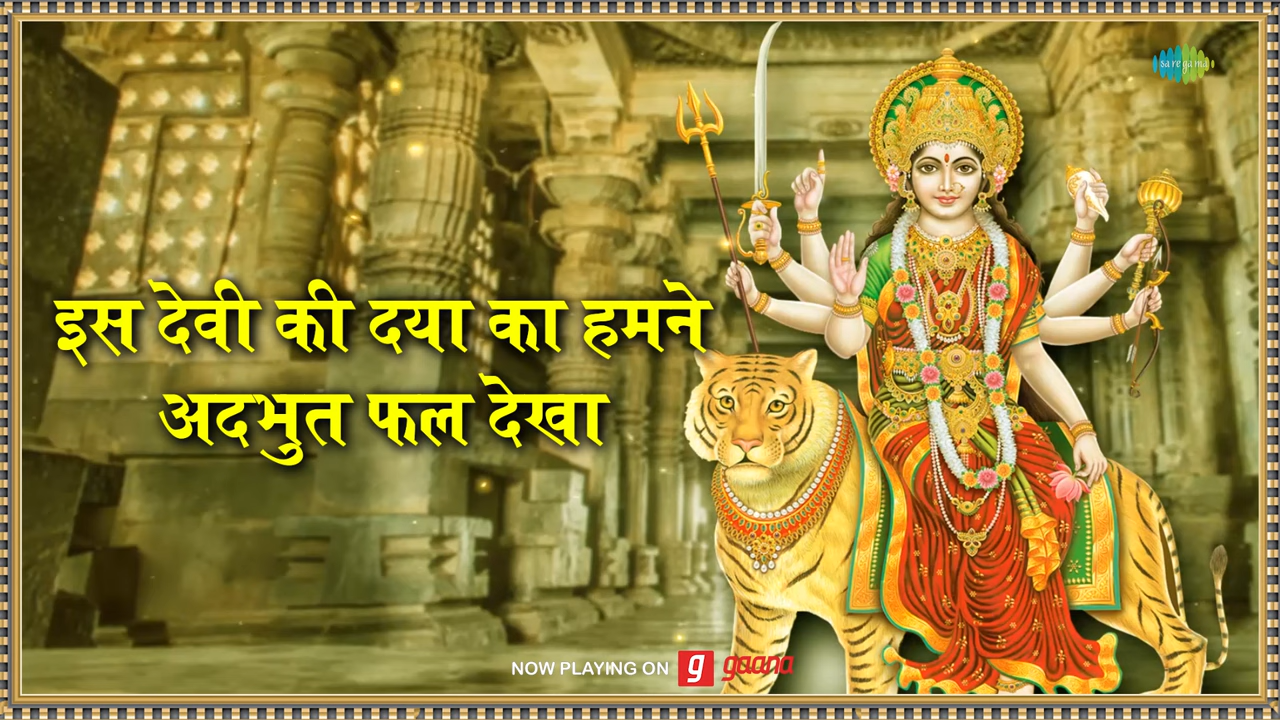 saregama
इस देवी की दया का हमने
अदभुत फल देखा
NOW PLAYING ON g gaana